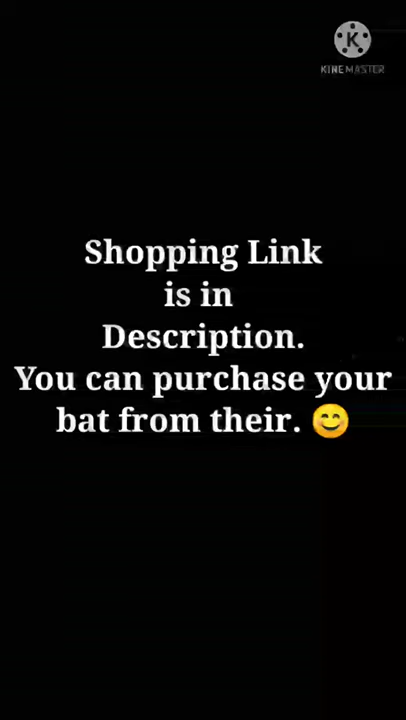 KINEMASTER
Shopping Link
is in
Description.
You can purchase your
bat from their. 😊